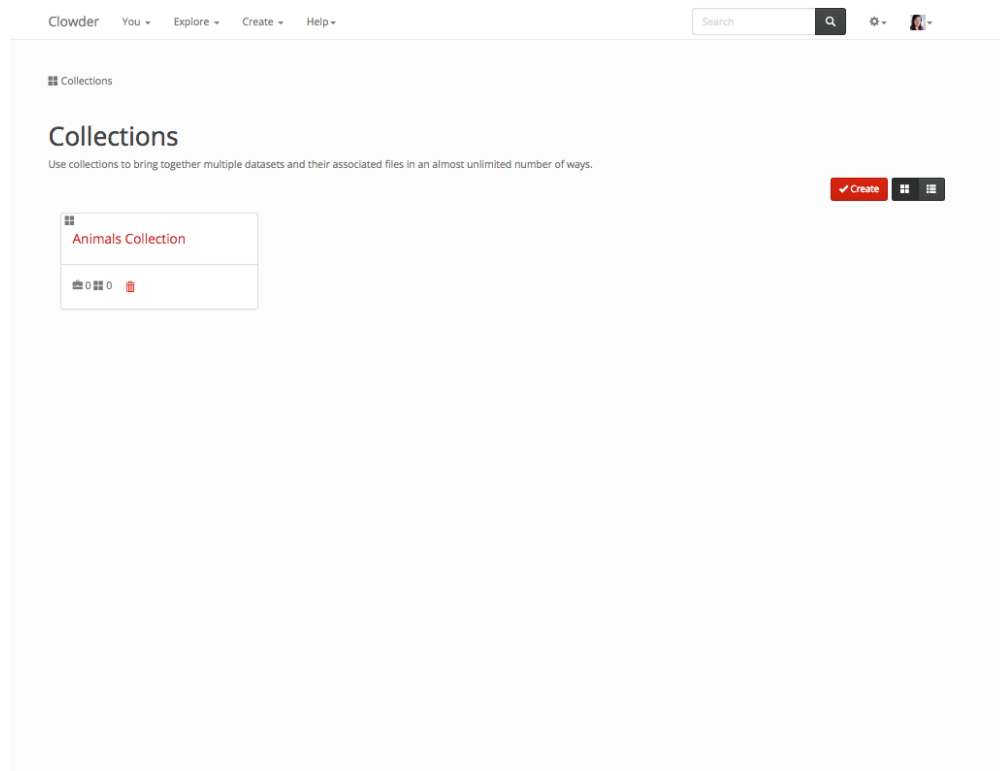 Clowder You Explore Create Help Search
Collections
Collections
Use collections to bring together multiple datasets and their associated files in an almost unlimited number of ways.
Create
Animals Collection
0 0